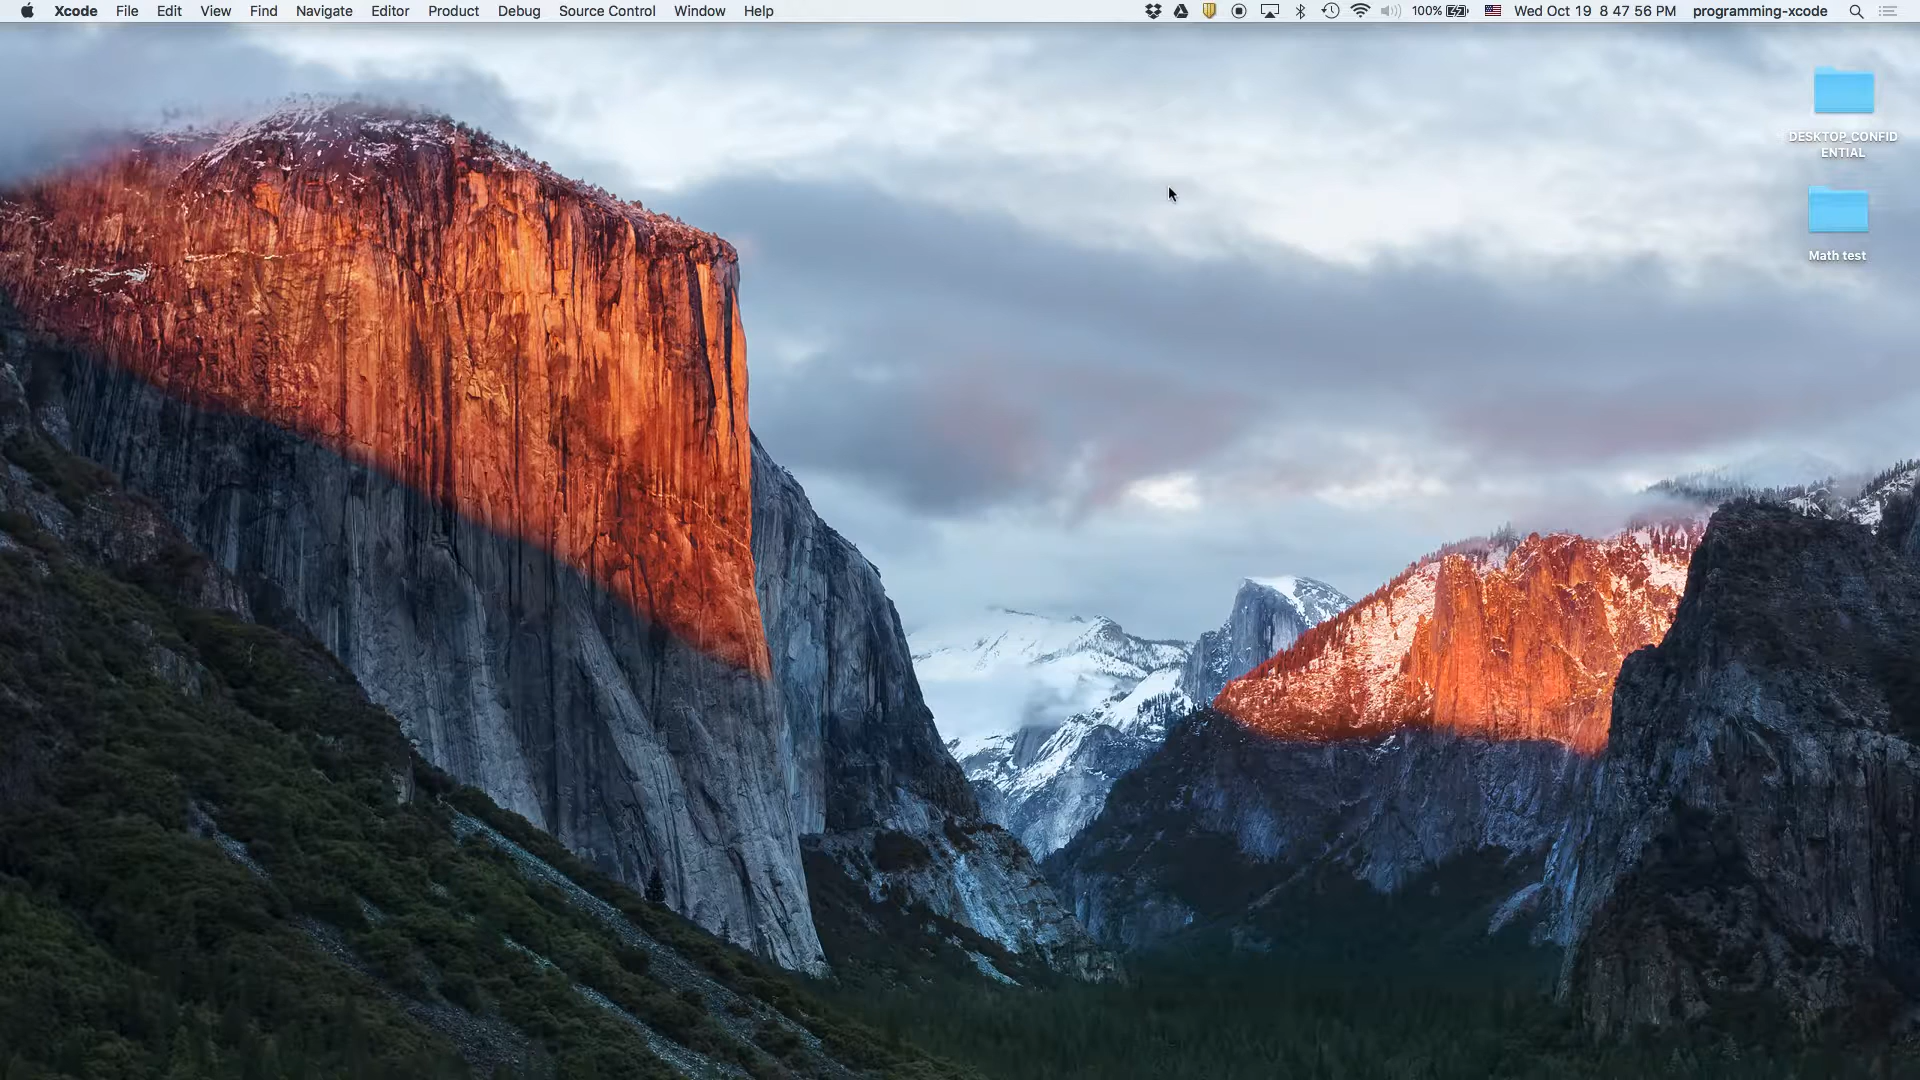 Xcode File Edit View Find Navigate Editor Product Debug Source Control Window Help 100% Wed Oct 19 8 47 56 PM programming-xcode
DESKTOP_CONFID
ENTIAL
Math test